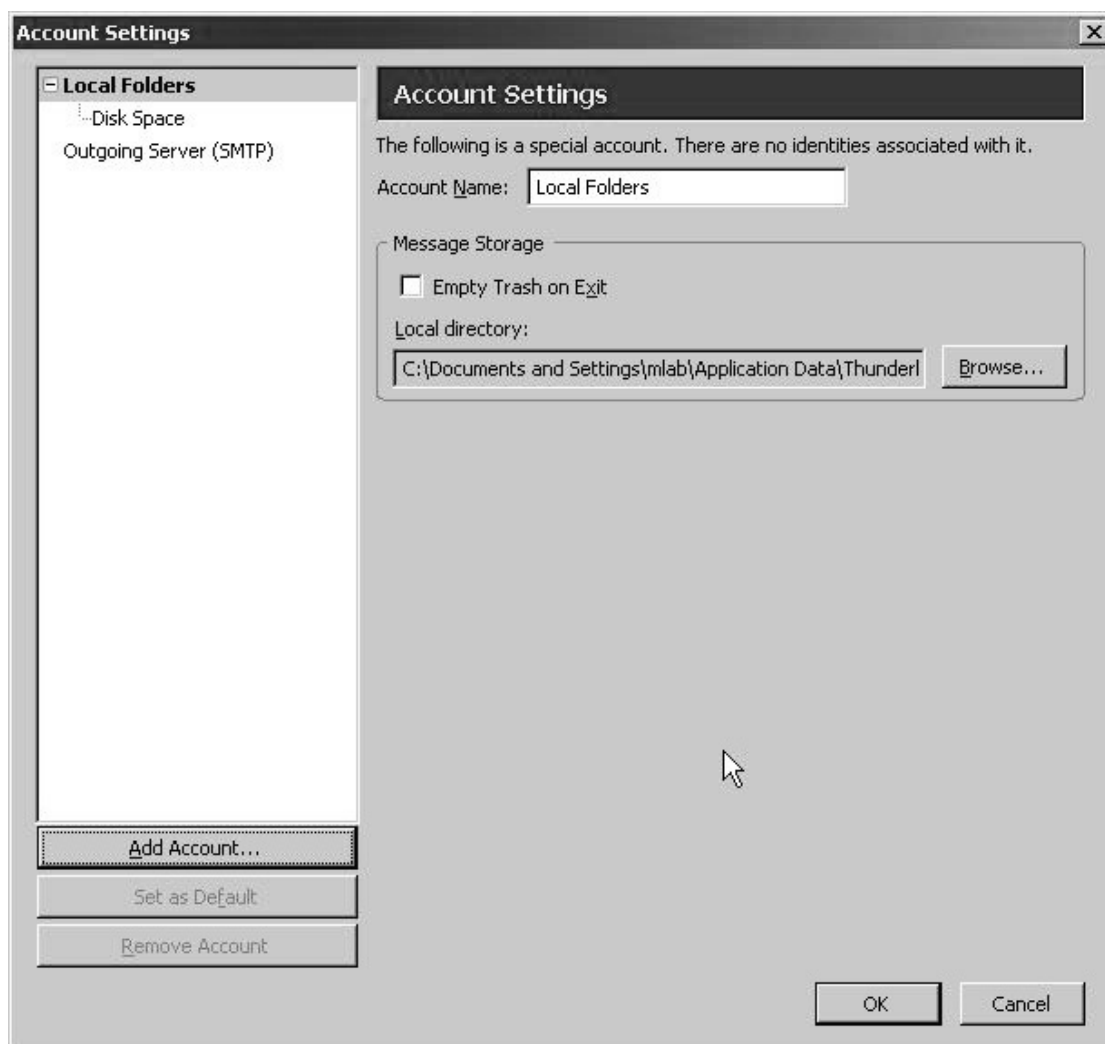 Account Settings
Local Folders
Disk Space
Outgoing Server (SMTP)
Add Account...
Set as Default
Remove Account
Account Settings
The following is a special account. There are no identities associated with it.
Account Name: Local Folders
Message Storage
Empty Trash on Exit
Local directory:
C:\Documents and Settings\mlab\Application Data\Thunderl Browse...
OK Cancel